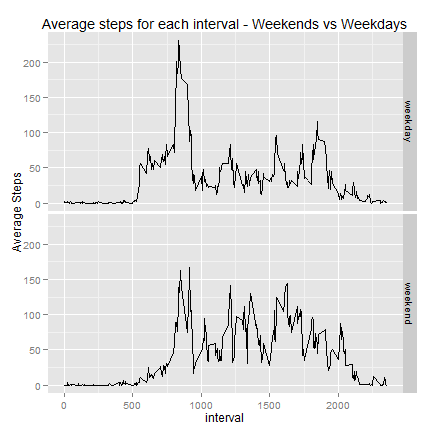 Average steps for each interval - Weekends vs Weekdays
Average Steps
200
150
100
50
0
weekday
200
150
100
50
0
weekend
0 500 1000 1500 2000
interval